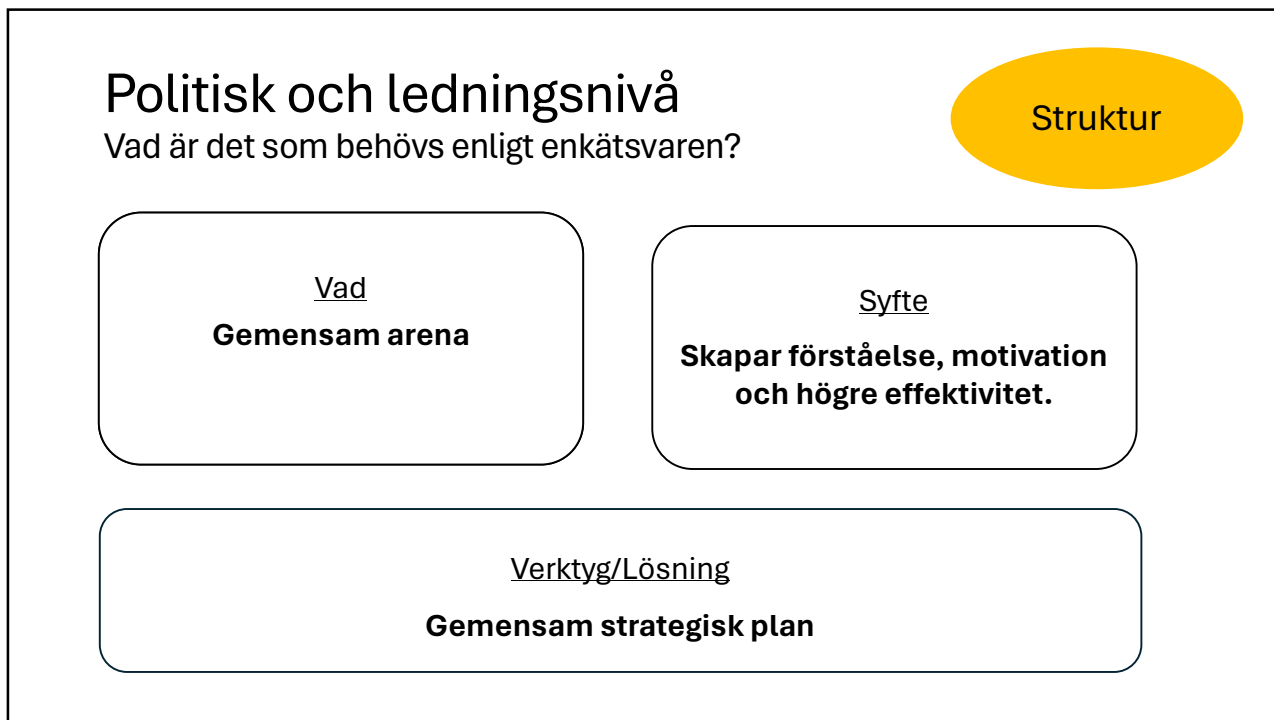 Politisk och ledningsnivå
Vad är det som behövs enligt enkätsvaren?
Struktur
Vad
Gemensam arena
Syfte
Skapar förståelse, motivation
och högre effektivitet.
Verktyg/Lösning
Gemensam strategisk plan